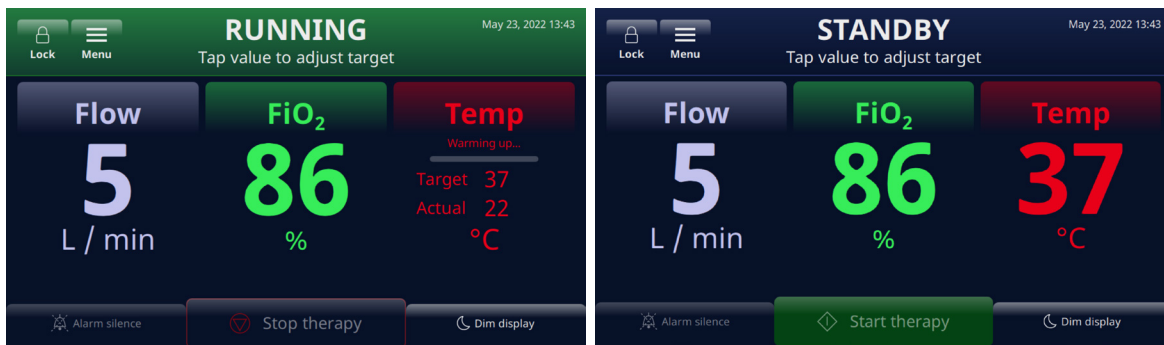 RUNNING
May 23, 2022 13:43
Lock
Menu
Tap value to adjust target
Flow
FiO₂
Temp
5
86
Warming up...
Target 37
Actual 22
L / min
%
°C
Alarm silence
Stop therapy
Dim display
STANDBY
May 23, 2022 13:43
Lock
Menu
Tap value to adjust target
Flow
FiO₂
Temp
5
86
37
L / min
%
°C
Alarm silence
Start therapy
Dim display